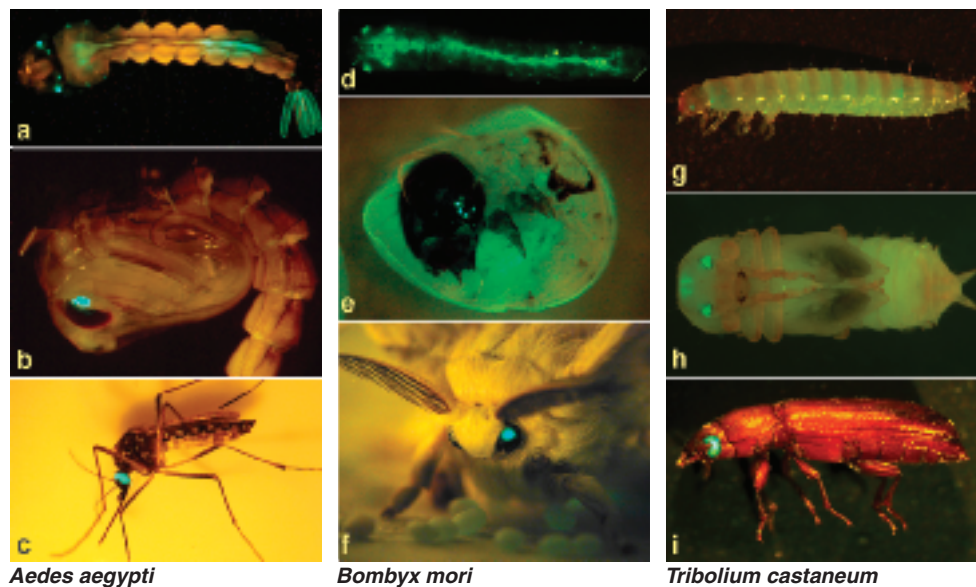 a
b
c
Aedes aegypti
d
e
f
Bombyx mori
g
h
i
Tribolium castaneum